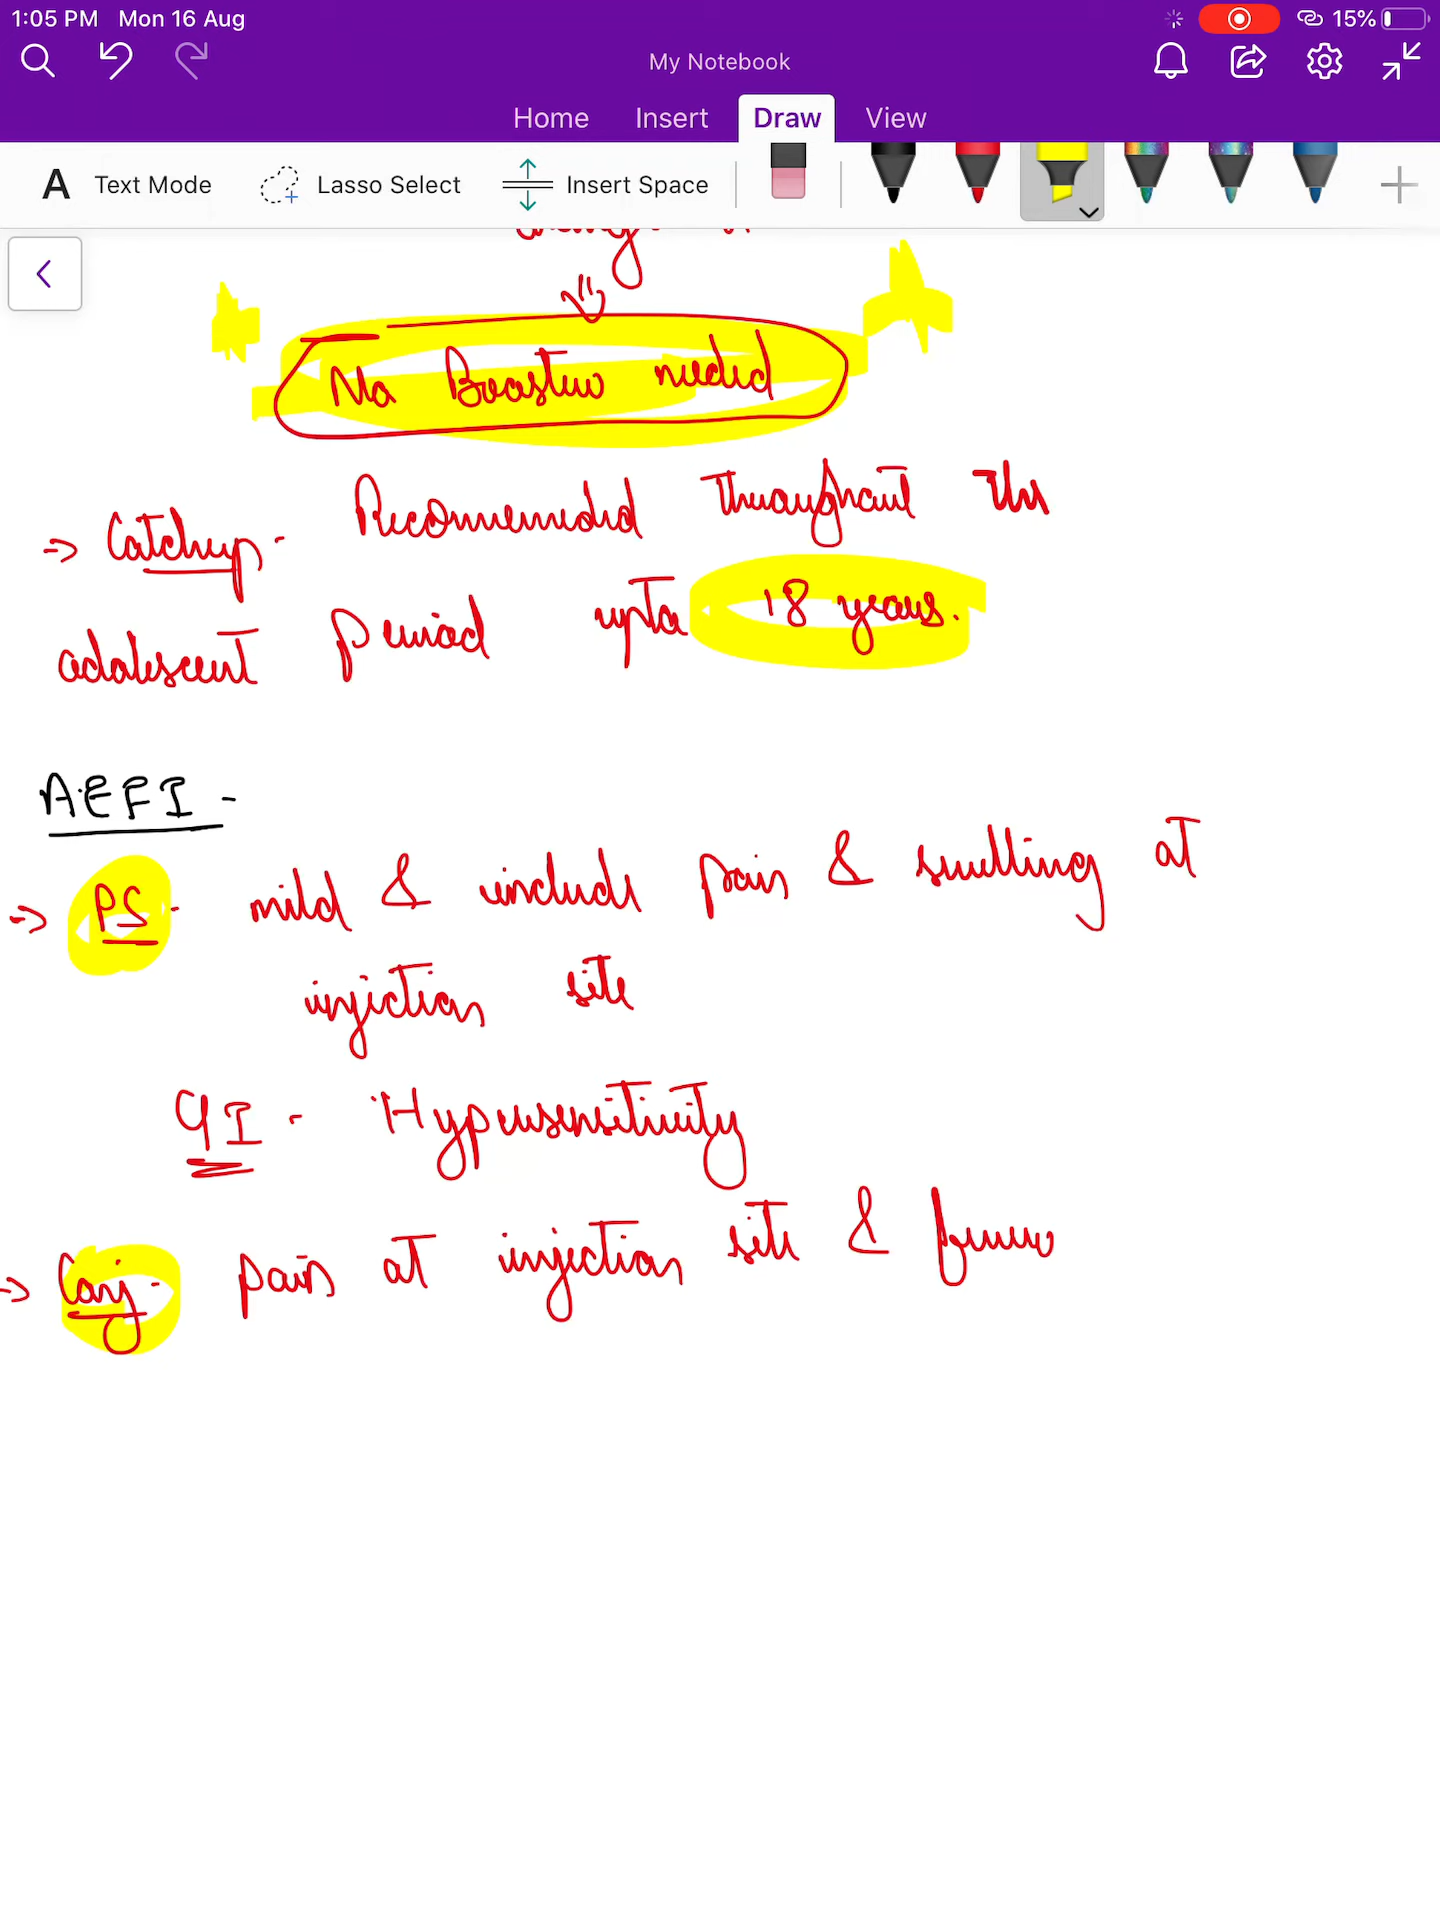 1:05 PM Mon 16 Aug 15%
My Notebook
Home Insert Draw View
A Text Mode Lasso Select Insert Space
No Booster needed
→ Catchup - Recommended Throughout The
adolescent period upto 18 years.
AEFI -
→ PS - mild & include pain & swelling at
injection site
CI - Hypersensitivity
→ Conj - pain at injection site & fever